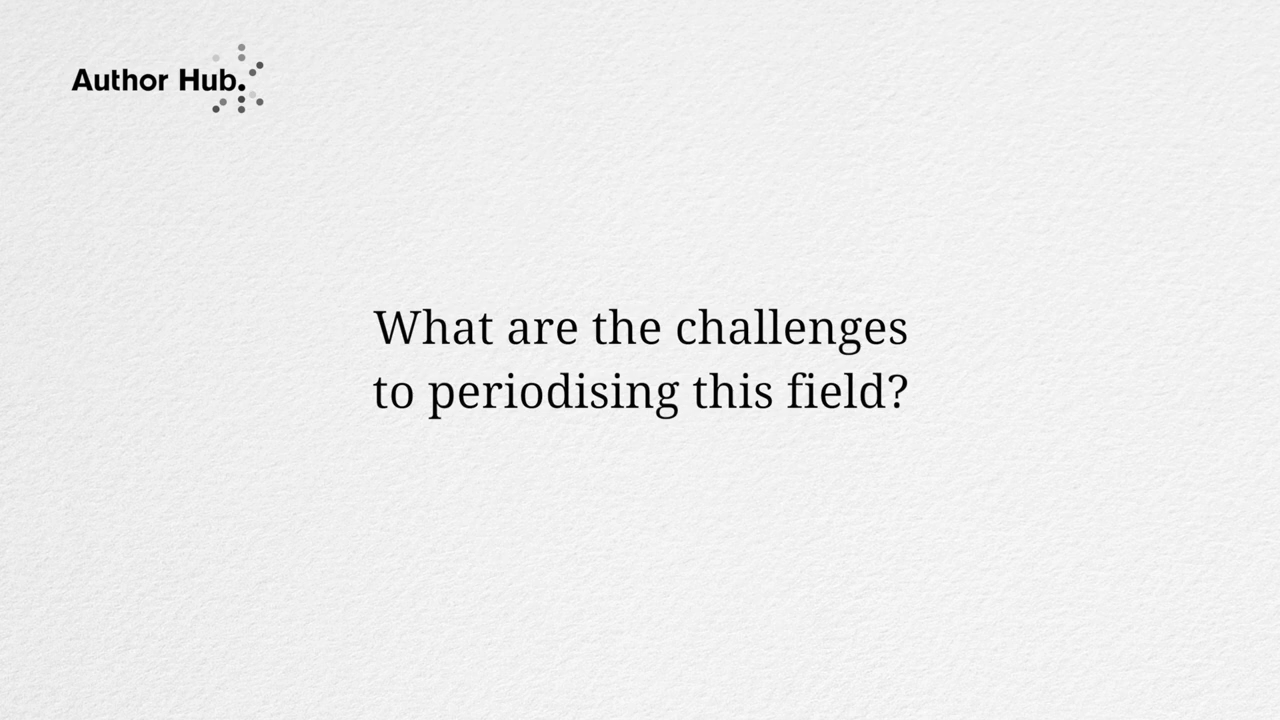 Author Hub.
What are the challenges
to periodising this field?